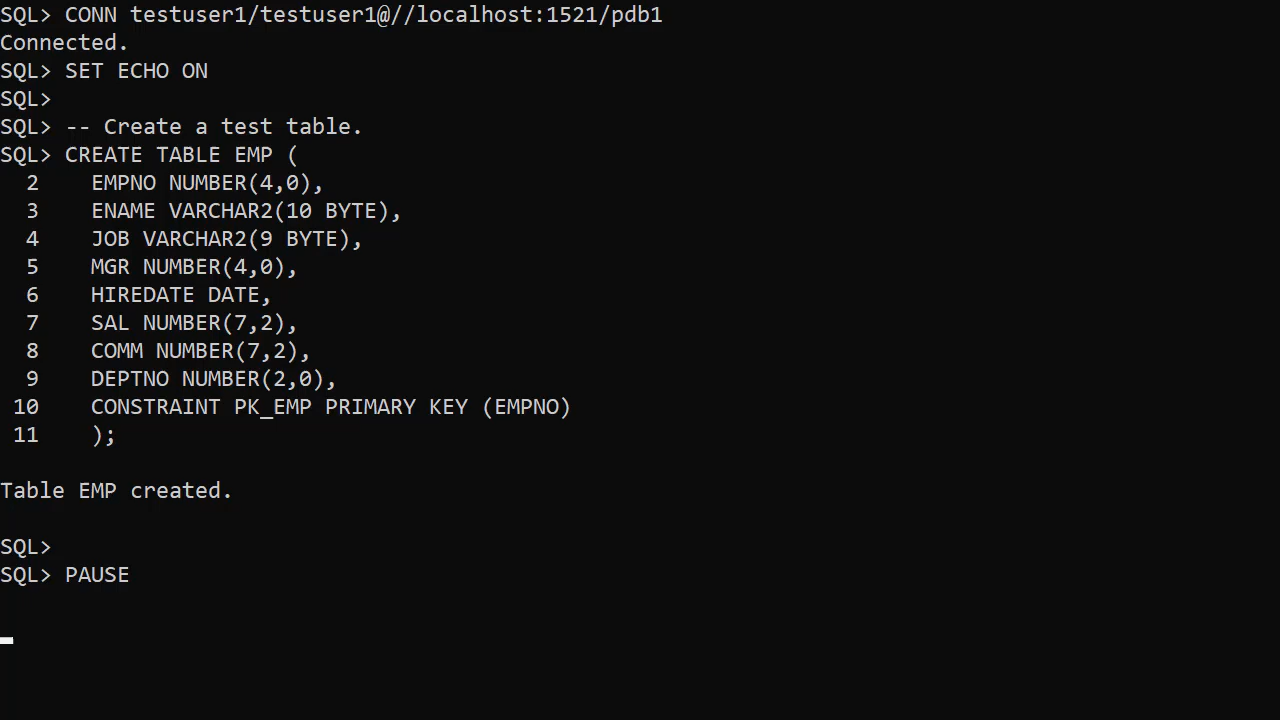 SQL> CONN testuser1/testuser1@//localhost:1521/pdb1
Connected.
SQL> SET ECHO ON
SQL>
SQL> -- Create a test table.
SQL> CREATE TABLE EMP (
  2    EMPNO NUMBER(4,0),
  3    ENAME VARCHAR2(10 BYTE),
  4    JOB VARCHAR2(9 BYTE),
  5    MGR NUMBER(4,0),
  6    HIREDATE DATE,
  7    SAL NUMBER(7,2),
  8    COMM NUMBER(7,2),
  9    DEPTNO NUMBER(2,0),
 10    CONSTRAINT PK_EMP PRIMARY KEY (EMPNO)
 11    );
Table EMP created.
SQL>
SQL> PAUSE